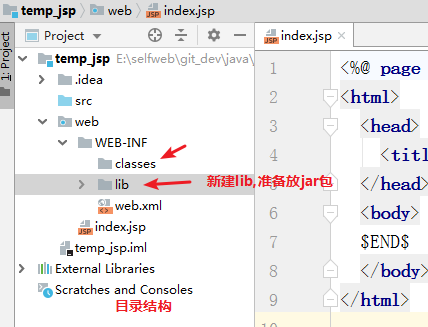 temp_jsp web index.jsp
1: Project
Project
temp_jsp E:\selfweb\git_dev\java\
.idea
src
web
WEB-INF
classes
lib
web.xml
index.jsp
temp_jsp.iml
External Libraries
Scratches and Consoles
新建lib,准备放jar包
目录结构
index.jsp
1 <%@ page
2 <html>
3 <head>
4 <titl
5 </head>
6 <body>
7 $END$
8 </body>
9 </html>